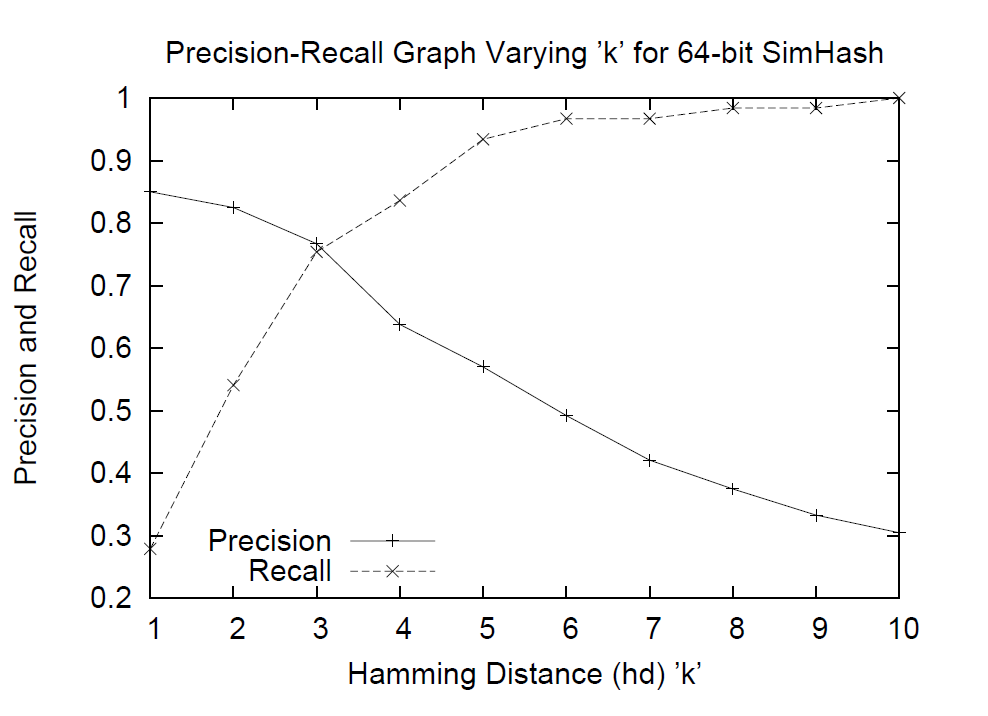 Precision-Recall Graph Varying ’k’ for 64-bit SimHash
Precision and Recall
1
0.9
0.8
0.7
0.6
0.5
0.4
0.3
0.2
Precision
Recall
1 2 3 4 5 6 7 8 9 10
Hamming Distance (hd) ’k’